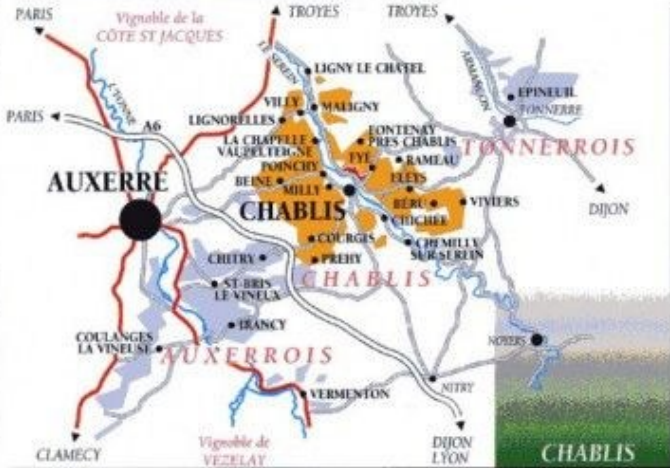 PARIS
Vignoble de la
CÔTE ST JACQUES
TROYES
TROYES
LE SEREIN
LIGNY LE CHATEL
L'YONNE
ARMANÇON
EPINEUIL
TONNERRE
VILLY
MALIGNY
PARIS
A6
LIGNORELLES
FONTENAY
PRES CHABLIS
TONNERROIS
LA CHAPELLE
VAUPELTEIGNE
FYE
RAMEAU
POINCHY
AUXERRE
BEINE
MILLY
FLEYS
BÉRU
VIVIERS
DIJON
CHABLIS
CHICHÉE
COURGIS
CHEMILLY
SUR SEREIN
CHITRY
PREHY
CHABLIS
ST-BRIS
LE VINEUX
IRANCY
COULANGES
LA VINEUSE
AUXERROIS
NOYERS
NITRY
VERMENTON
CLAMECY
Vignoble de
VEZELAY
DIJON
LYON
CHABLIS